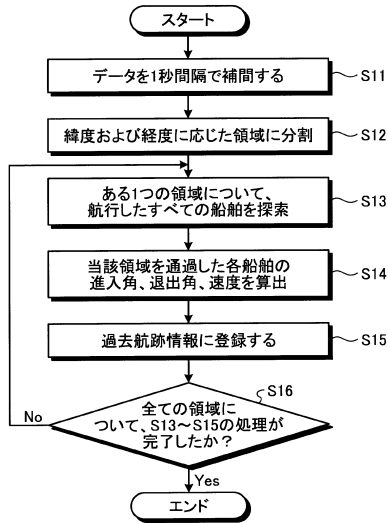 スタート
データを1秒間隔で補間する
S11
緯度および経度に応じた領域に分割
S12
ある1つの領域について、
航行したすべての船舶を探索
S13
当該領域を通過した各船舶の
進入角、退出角、速度を算出
S14
過去航跡情報に登録する
S15
S16
全ての領域に
ついて、S13～S15の処理が
完了したか？
No
Yes
エンド